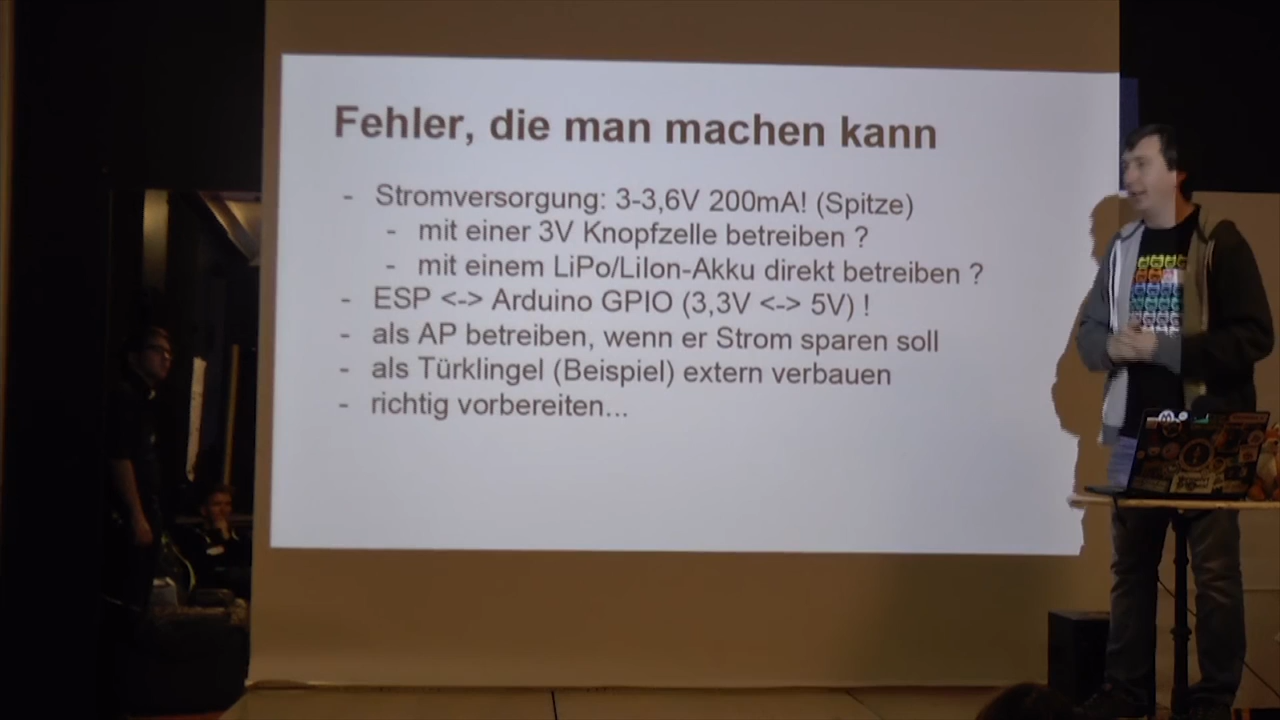 Fehler, die man machen kann
- Stromversorgung: 3-3,6V 200mA! (Spitze)
- mit einer 3V Knopfzelle betreiben ?
- mit einem LiPo/LiIon-Akku direkt betreiben ?
- ESP <-> Arduino GPIO (3,3V <-> 5V) !
- als AP betreiben, wenn er Strom sparen soll
- als Türklingel (Beispiel) extern verbauen
- richtig vorbereiten...